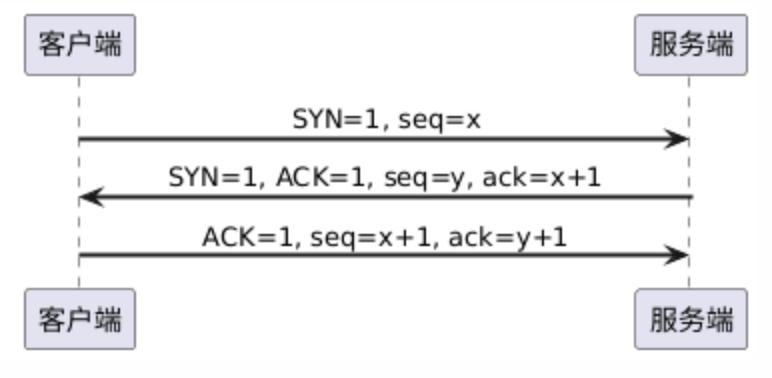 客户端 服务端
SYN=1, seq=x
SYN=1, ACK=1, seq=y, ack=x+1
ACK=1, seq=x+1, ack=y+1
客户端 服务端